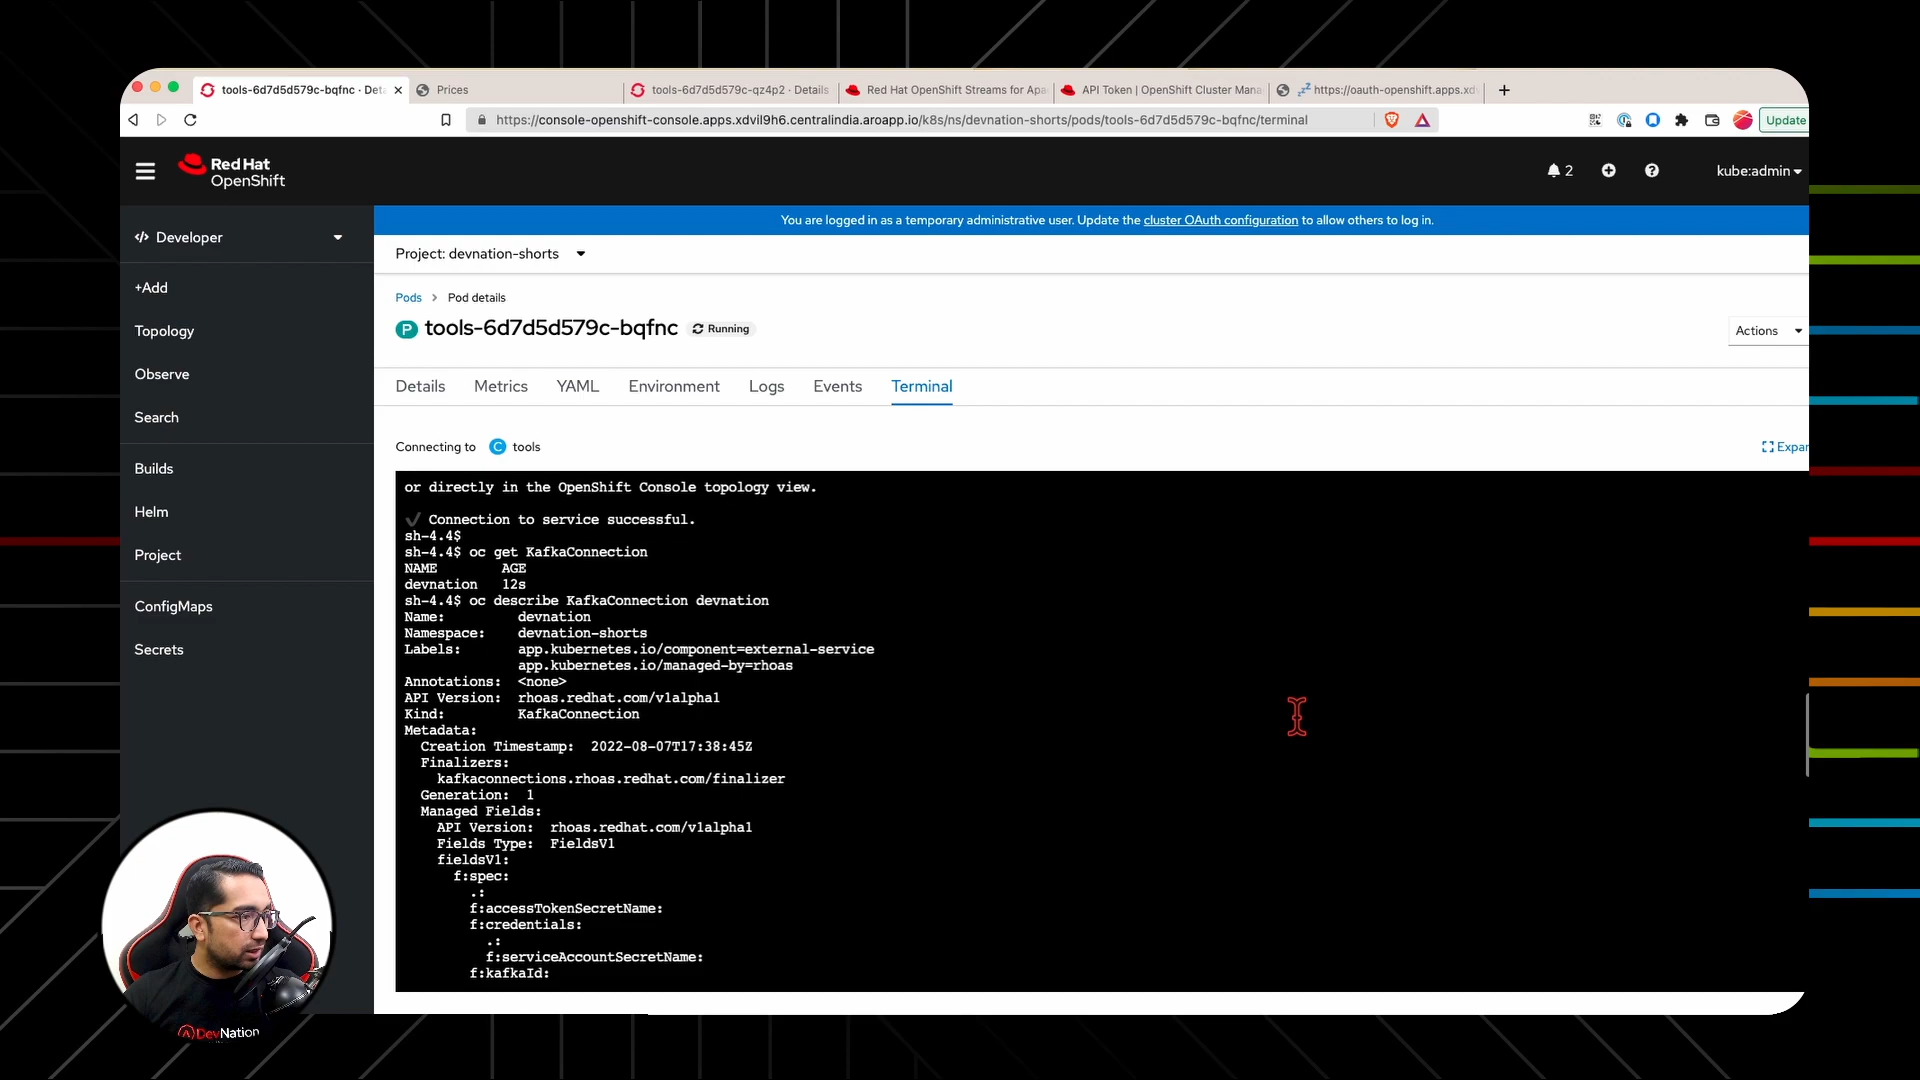 tools-6d7d5d579c-bqfnc · Deta
Prices
tools-6d7d5d579c-qz4p2 · Details
Red Hat OpenShift Streams for Apa
API Token | OpenShift Cluster Mana
https://oauth-openshift.apps.xdv
https://console-openshift-console.apps.xdvil9h6.centralindia.aroapp.io/k8s/ns/devnation-shorts/pods/tools-6d7d5d579c-bqfnc/terminal
Update
Red Hat
OpenShift
2
kube:admin
You are logged in as a temporary administrative user. Update the cluster OAuth configuration to allow others to log in.
Developer
Project: devnation-shorts
+Add
Topology
Observe
Search
Builds
Helm
Project
ConfigMaps
Secrets
Pods > Pod details
P tools-6d7d5d579c-bqfnc Running
Actions
Details Metrics YAML Environment Logs Events Terminal
Connecting to C tools
Expan
or directly in the OpenShift Console topology view.
✔ Connection to service successful.
sh-4.4$
sh-4.4$ oc get KafkaConnection
NAME AGE
devnation 12s
sh-4.4$ oc describe KafkaConnection devnation
Name: devnation
Namespace: devnation-shorts
Labels: app.kubernetes.io/component=external-service
app.kubernetes.io/managed-by=rhoas
Annotations: <none>
API Version: rhoas.redhat.com/v1alpha1
Kind: KafkaConnection
Metadata:
Creation Timestamp: 2022-08-07T17:38:45Z
Finalizers:
kafkaconnections.rhoas.redhat.com/finalizer
Generation: 1
Managed Fields:
API Version: rhoas.redhat.com/v1alpha1
Fields Type: FieldsV1
fieldsV1:
f:spec:
.:
f:accessTokenSecretName:
f:credentials:
.:
f:serviceAccountSecretName:
f:kafkaId:
DevNation